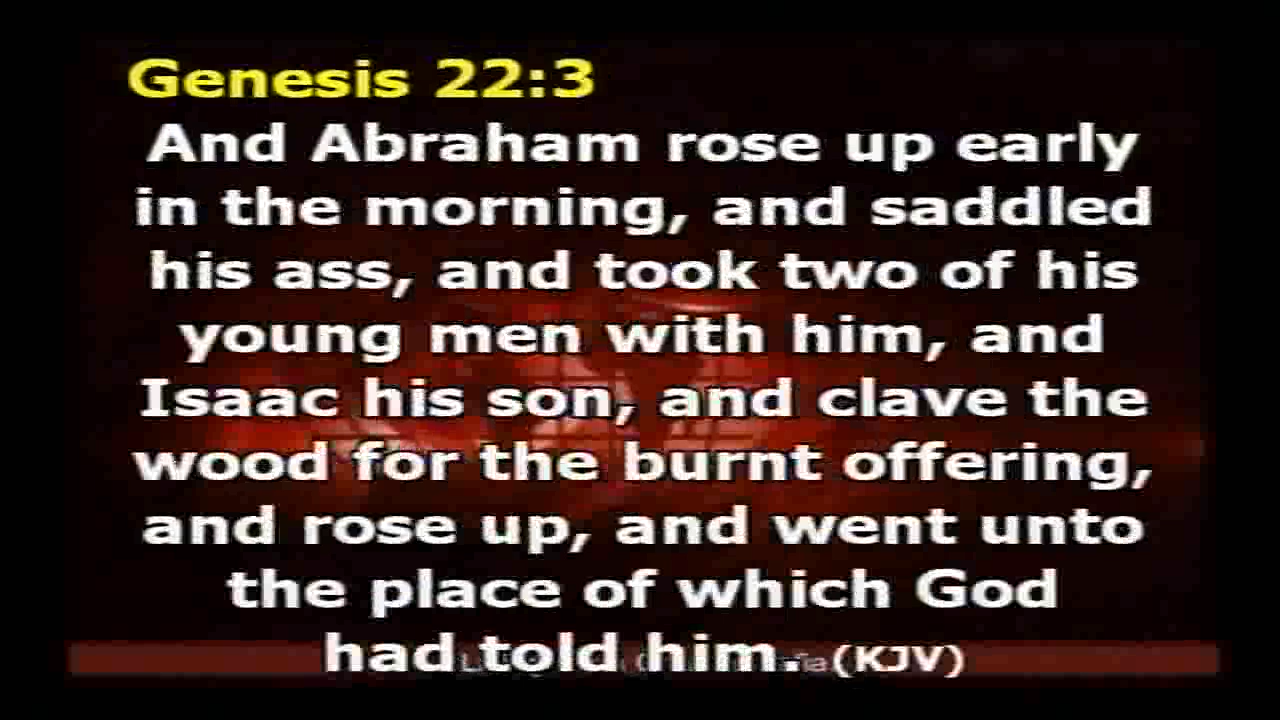 Genesis 22:3
And Abraham rose up early
in the morning, and saddled
his ass, and took two of his
young men with him, and
Isaac his son, and clave the
wood for the burnt offering,
and rose up, and went unto
the place of which God
had told him. (KJV)